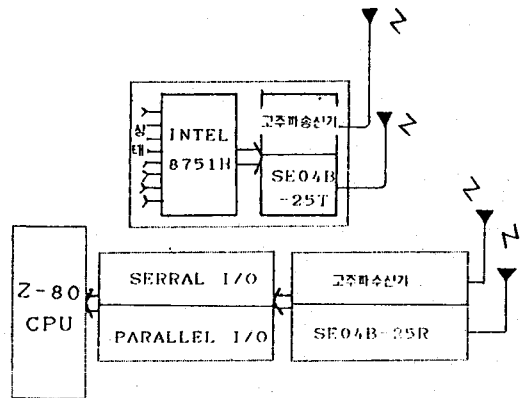 상
태
INTEL
8751H
고주파송신기
SE04B
-25T
Z-80
CPU
SERRAL I/O
PARALLEL I/O
고주파수신기
SE04B-25R